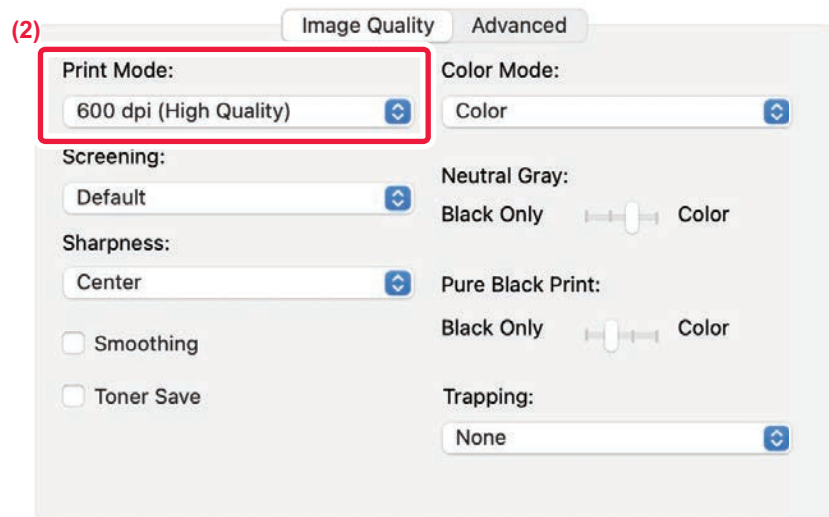 Image Quality Advanced
(2)
Print Mode:
600 dpi (High Quality)
Screening:
Default
Sharpness:
Center
Smoothing
Toner Save
Color Mode:
Color
Neutral Gray:
Black Only Color
Pure Black Print:
Black Only Color
Trapping:
None